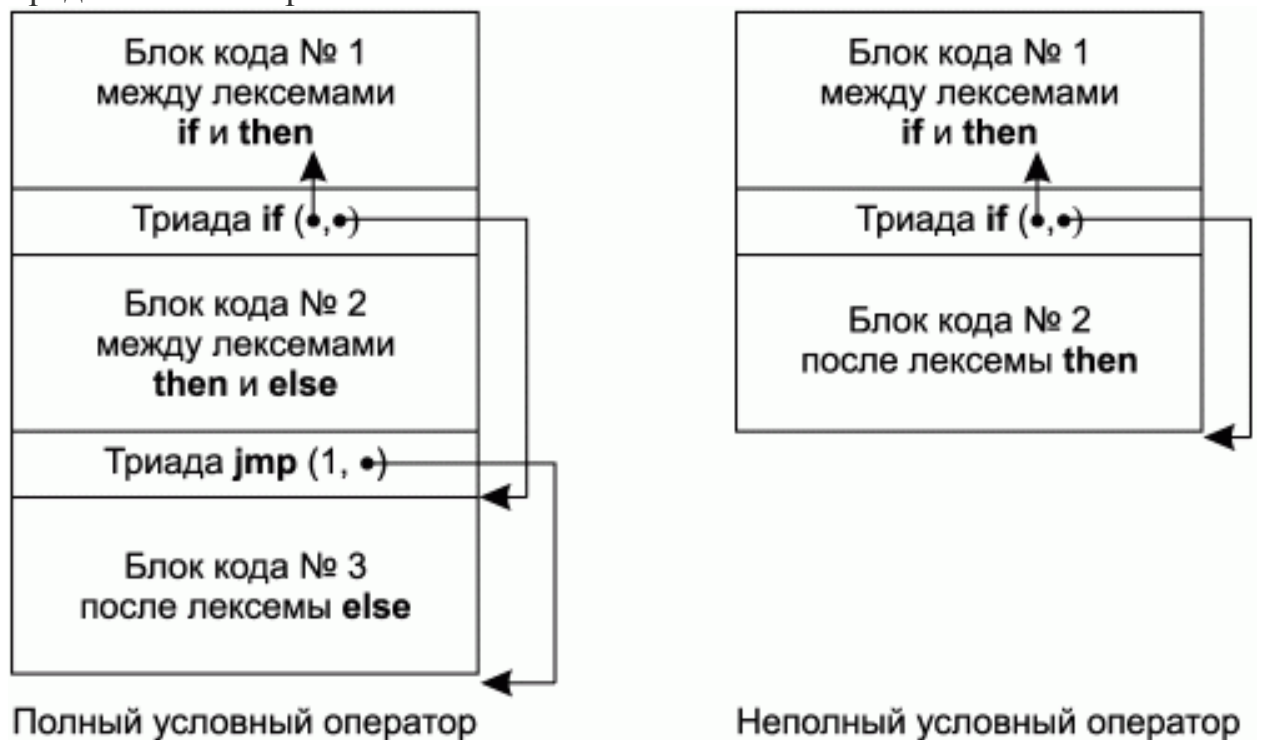 Блок кода № 1
между лексемами
if и then
Триада if (•,•)
Блок кода № 2
между лексемами
then и else
Триада jmp (1, •)
Блок кода № 3
после лексемы else
Полный условный оператор
Блок кода № 1
между лексемами
if и then
Триада if (•,•)
Блок кода № 2
после лексемы then
Неполный условный оператор